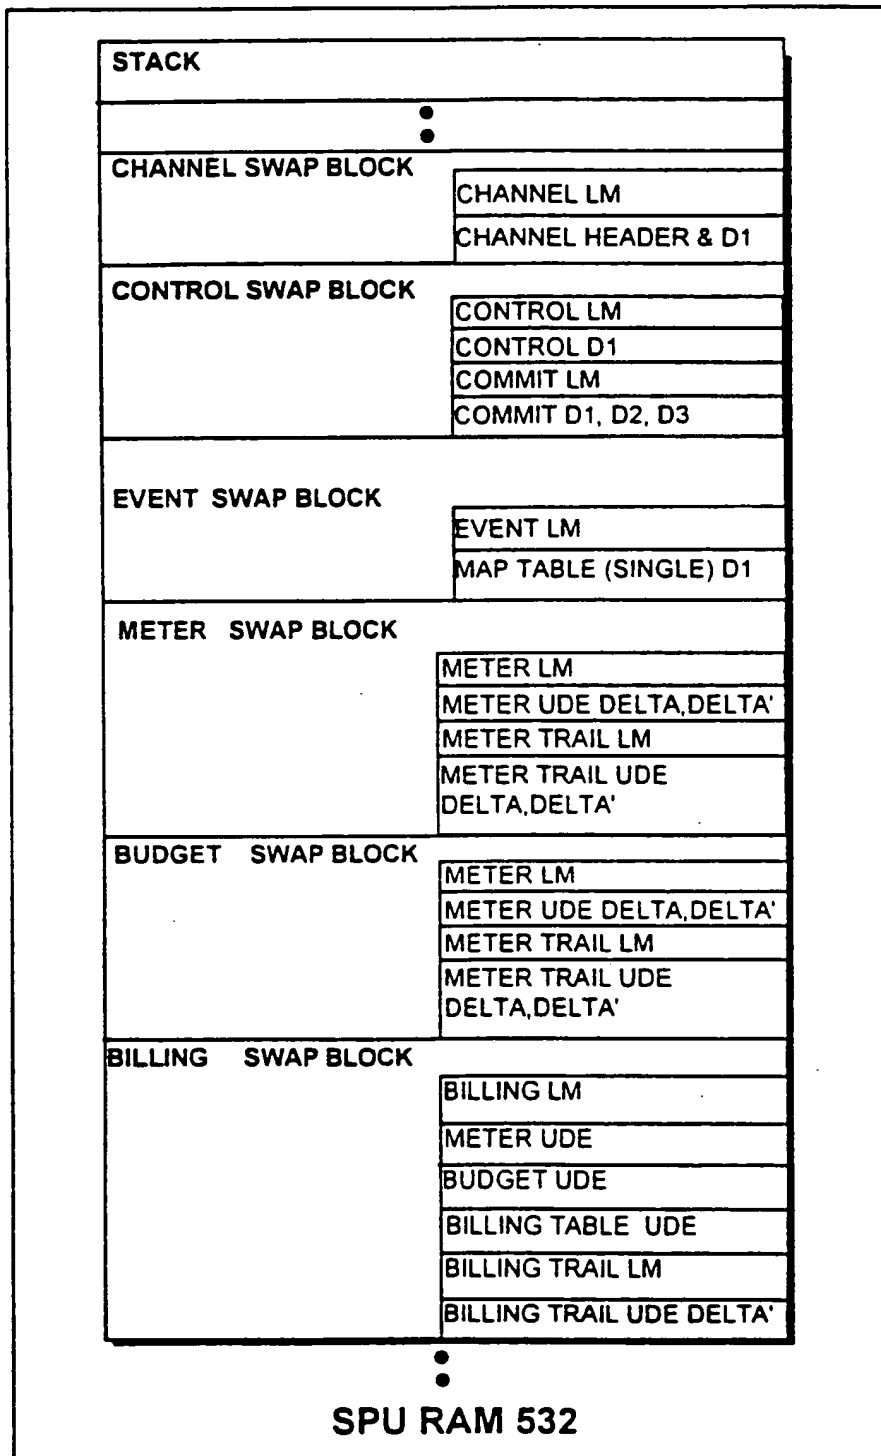 STACK
CHANNEL SWAP BLOCK
CHANNEL LM
CHANNEL HEADER & D1
CONTROL SWAP BLOCK
CONTROL LM
CONTROL D1
COMMIT LM
COMMIT D1, D2, D3
EVENT SWAP BLOCK
EVENT LM
MAP TABLE (SINGLE) D1
METER SWAP BLOCK
METER LM
METER UDE DELTA,DELTA'
METER TRAIL LM
METER TRAIL UDE
DELTA,DELTA'
BUDGET SWAP BLOCK
METER LM
METER UDE DELTA,DELTA'
METER TRAIL LM
METER TRAIL UDE
DELTA,DELTA'
BILLING SWAP BLOCK
BILLING LM
METER UDE
BUDGET UDE
BILLING TABLE UDE
BILLING TRAIL LM
BILLING TRAIL UDE DELTA'
SPU RAM 532